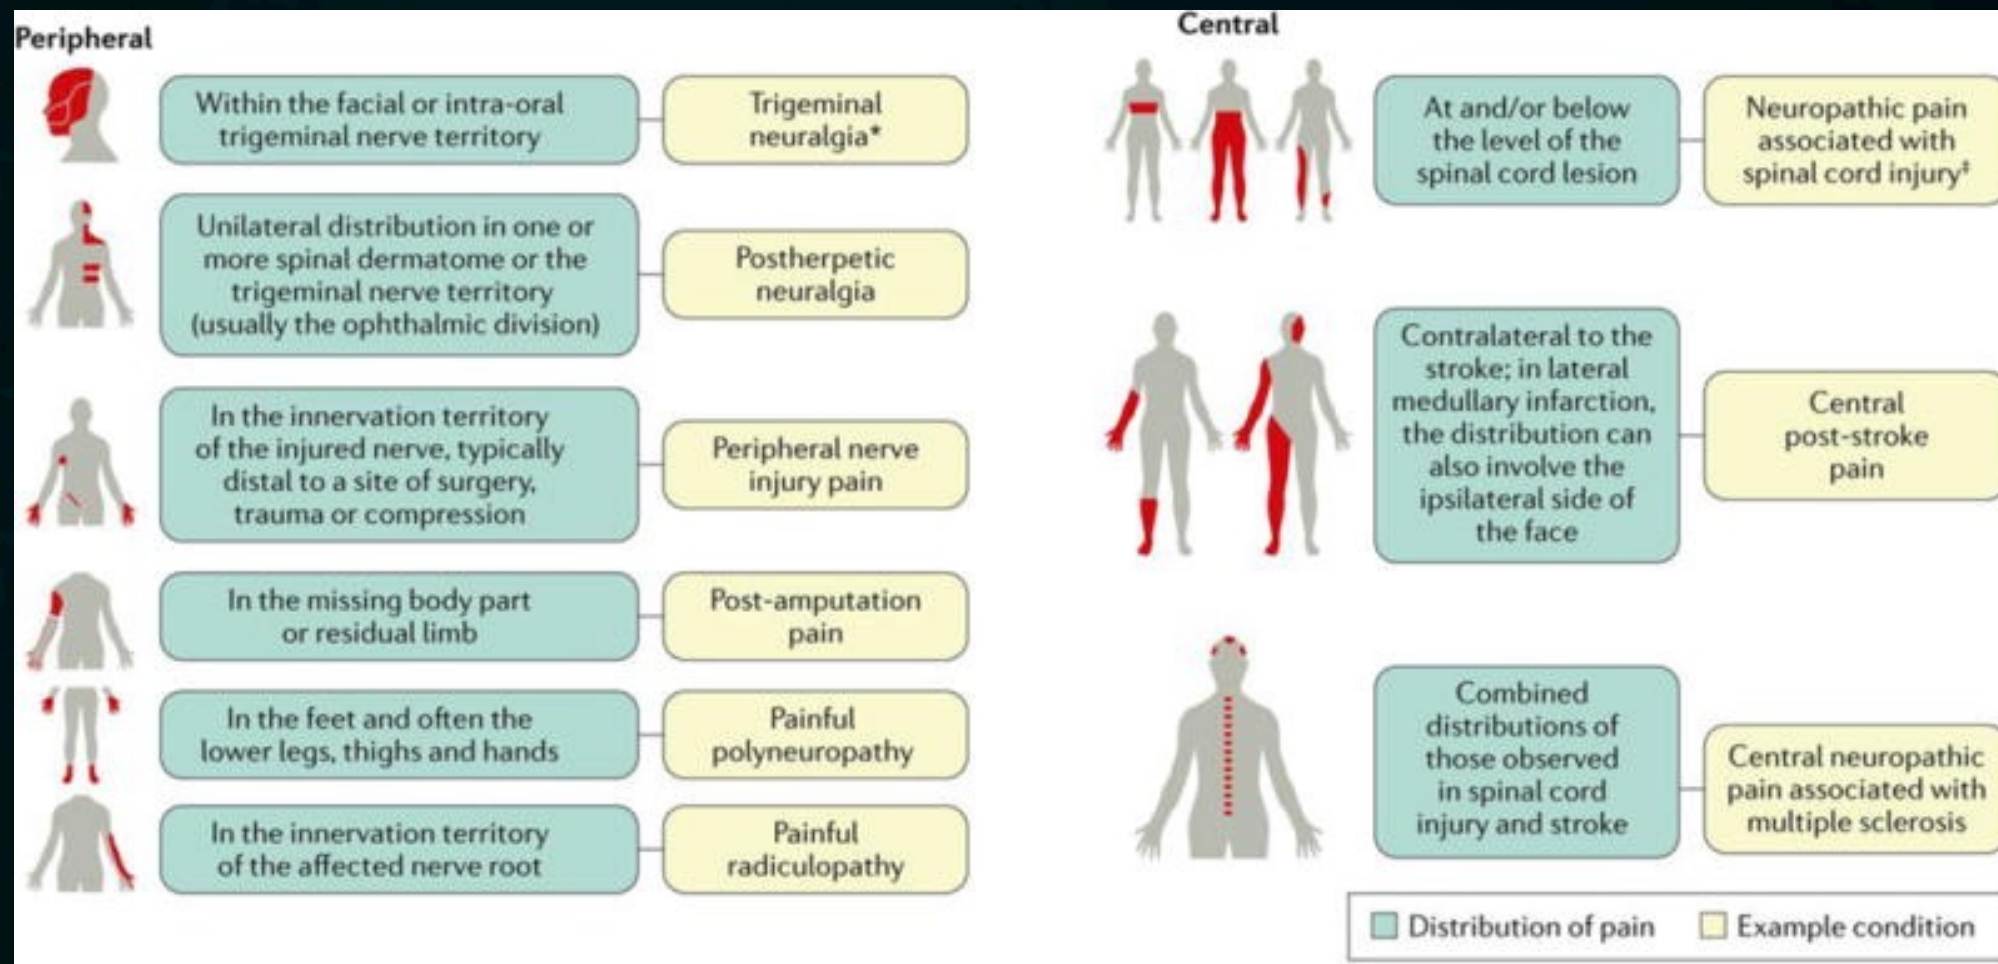 Peripheral
Within the facial or intra-oral
trigeminal nerve territory
Trigeminal
neuralgia*
Unilateral distribution in one or
more spinal dermatome or the
trigeminal nerve territory
(usually the ophthalmic division)
Postherpetic
neuralgia
In the innervation territory
of the injured nerve, typically
distal to a site of surgery,
trauma or compression
Peripheral nerve
injury pain
In the missing body part
or residual limb
Post-amputation
pain
In the feet and often the
lower legs, thighs and hands
Painful
polyneuropathy
In the innervation territory
of the affected nerve root
Painful
radiculopathy
Central
At and/or below
the level of the
spinal cord lesion
Neuropathic pain
associated with
spinal cord injury‡
Contralateral to the
stroke; in lateral
medullary infarction,
the distribution can
also involve the
ipsilateral side of
the face
Central
post-stroke
pain
Combined
distributions of
those observed
in spinal cord
injury and stroke
Central neuropathic
pain associated with
multiple sclerosis
Distribution of pain
Example condition